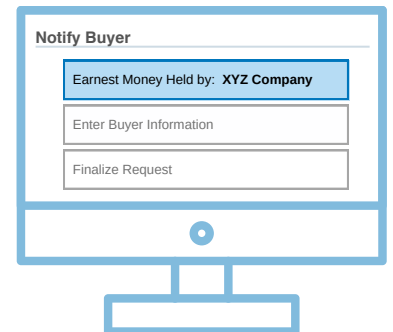 Notify Buyer
Earnest Money Held by: XYZ Company
Enter Buyer Information
Finalize Request